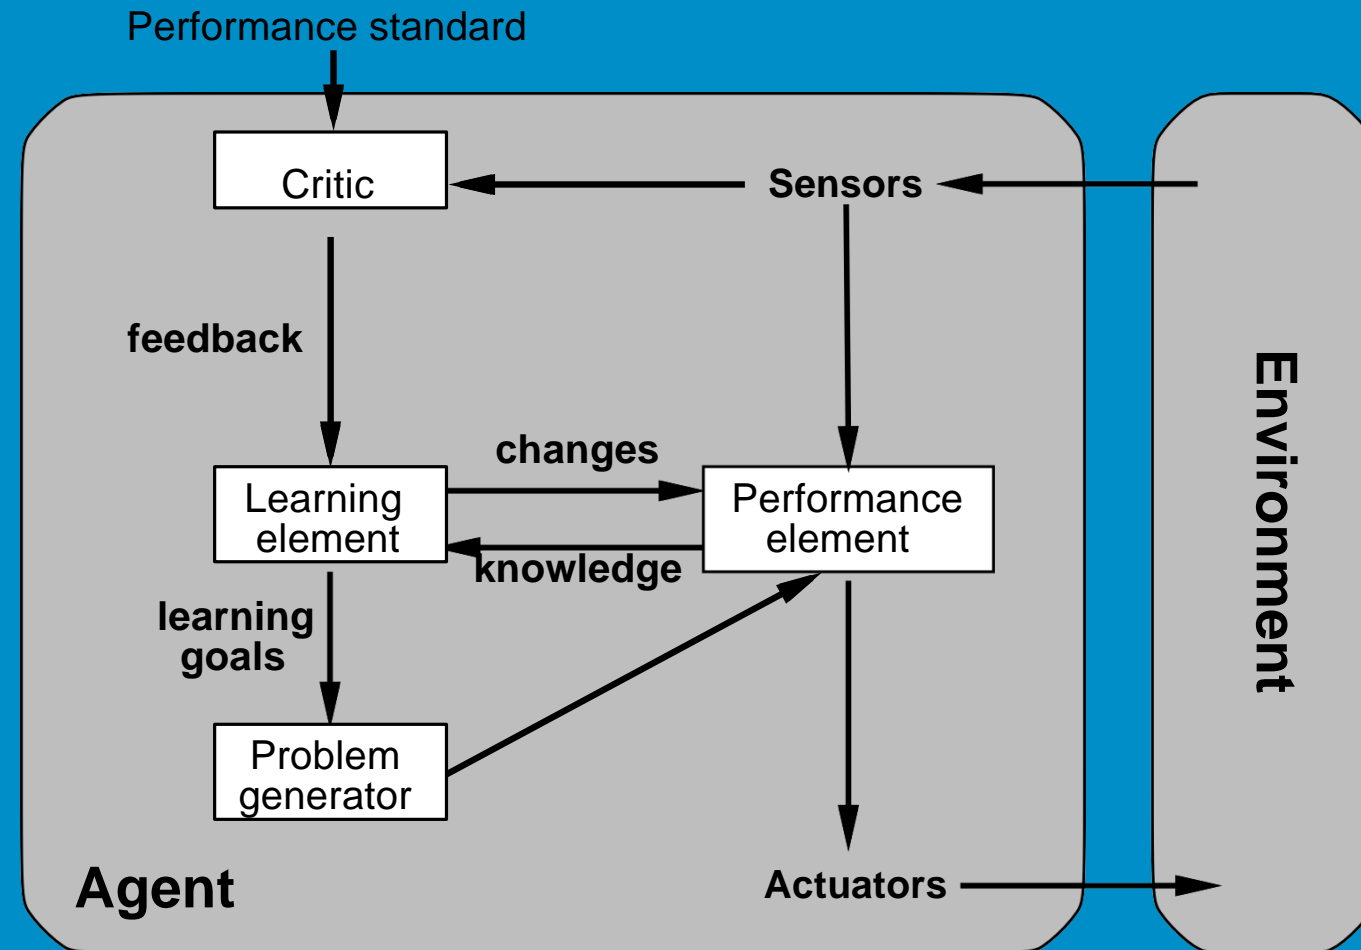 Performance standard
Critic
Sensors
feedback
changes
Learning
element
Performance
element
knowledge
learning
goals
Problem
generator
Agent
Actuators
Environment